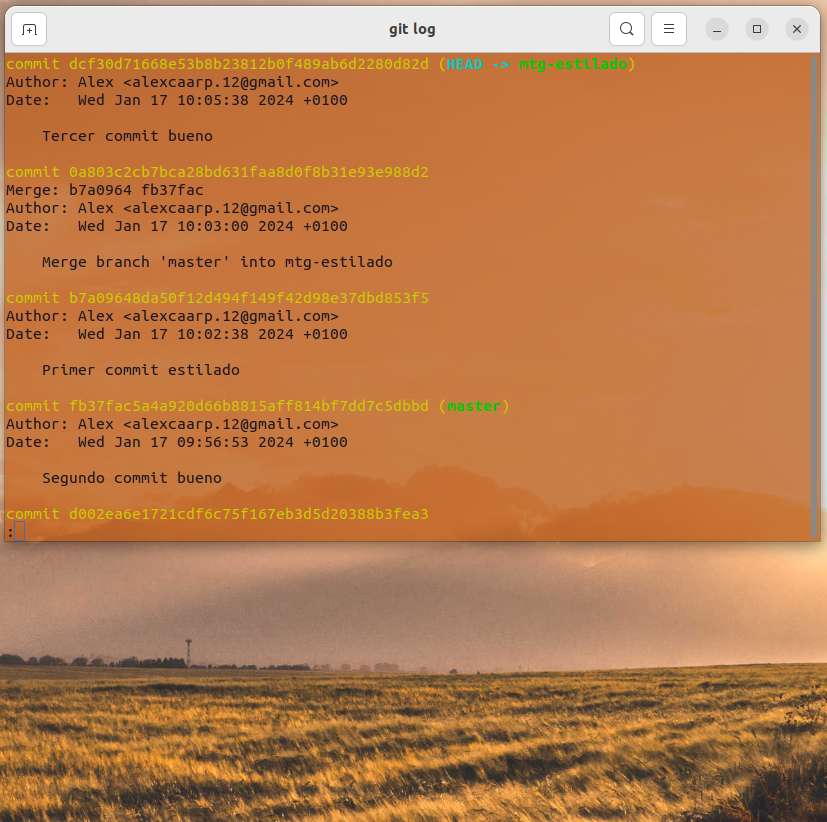 git log
commit dcf30d71668e53b8b23812b0f489ab6d2280d82d (HEAD -> mtg-estilado)
Author: Alex <alexcaarp.12@gmail.com>
Date:   Wed Jan 17 10:05:38 2024 +0100
    Tercer commit bueno
commit 0a803c2cb7bca28bd631faa8d0f8b31e93e988d2
Merge: b7a0964 fb37fac
Author: Alex <alexcaarp.12@gmail.com>
Date:   Wed Jan 17 10:03:00 2024 +0100
    Merge branch 'master' into mtg-estilado
commit b7a09648da50f12d494f149f42d98e37dbd853f5
Author: Alex <alexcaarp.12@gmail.com>
Date:   Wed Jan 17 10:02:38 2024 +0100
    Primer commit estilado
commit fb37fac5a4a920d66b8815aff814bf7dd7c5dbbd (master)
Author: Alex <alexcaarp.12@gmail.com>
Date:   Wed Jan 17 09:56:53 2024 +0100
    Segundo commit bueno
commit d002ea6e1721cdf6c75f167eb3d5d20388b3fea3
: